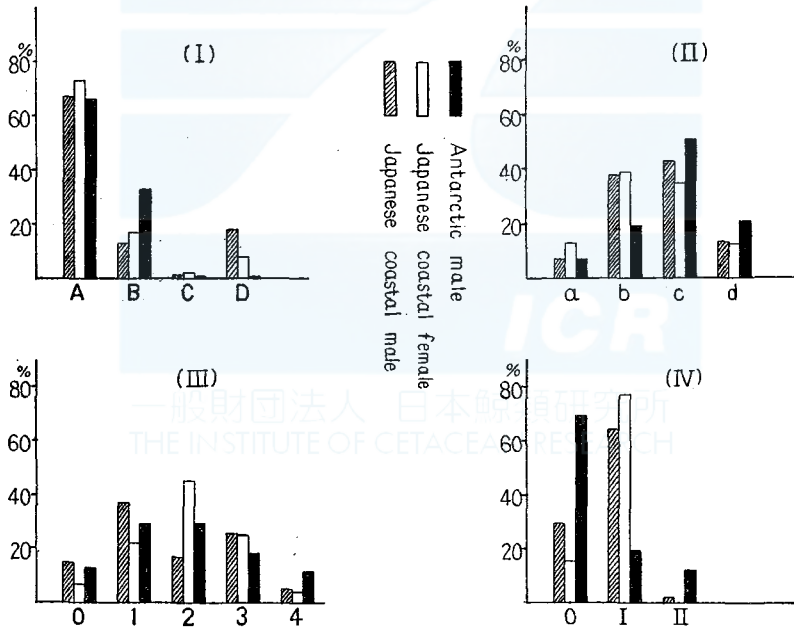 %
(I)
80
60
40
20
A B C D
Japanese coastal male
Japanese coastal female
Antarctic male
%
(II)
80
60
40
20
a b c d
ICR
一般財団法人 日本鯨類研究所
THE INSTITUTE OF CETACEAN RESEARCH
%
(III)
80
60
40
20
0 1 2 3 4
%
(IV)
80
60
40
20
0 I II